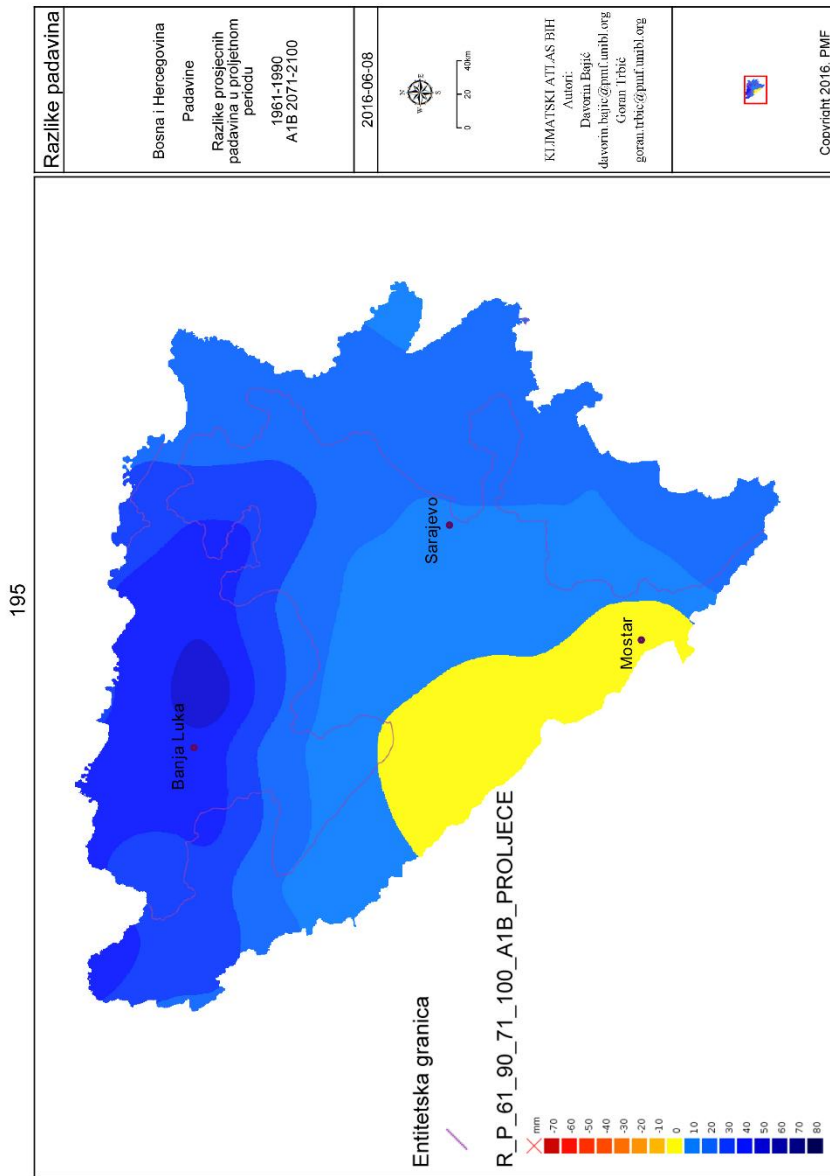 195
Razlike padavina
Bosna i Hercegovina
Padavine
Razlike prosjecnih
padavina u proljetnom
periodu
1961-1990
A1B 2071-2100
2016-06-08
N
W
E
S
0 20 40km
KLIMATSKI ATLAS BIH
Autori:
Davorin Bajić
davorin.bajic@pmf.unibl.org
Goran Trbić
goran.trbic@pmf.unibl.org
Copyright 2016. PMF
Banja Luka
Sarajevo
Mostar
Entitetska granica
R_P_61_90_71_100_A1B_PROLJECE
mm
-70
-60
-50
-40
-30
-20
-10
0
10
20
30
40
50
60
70
80